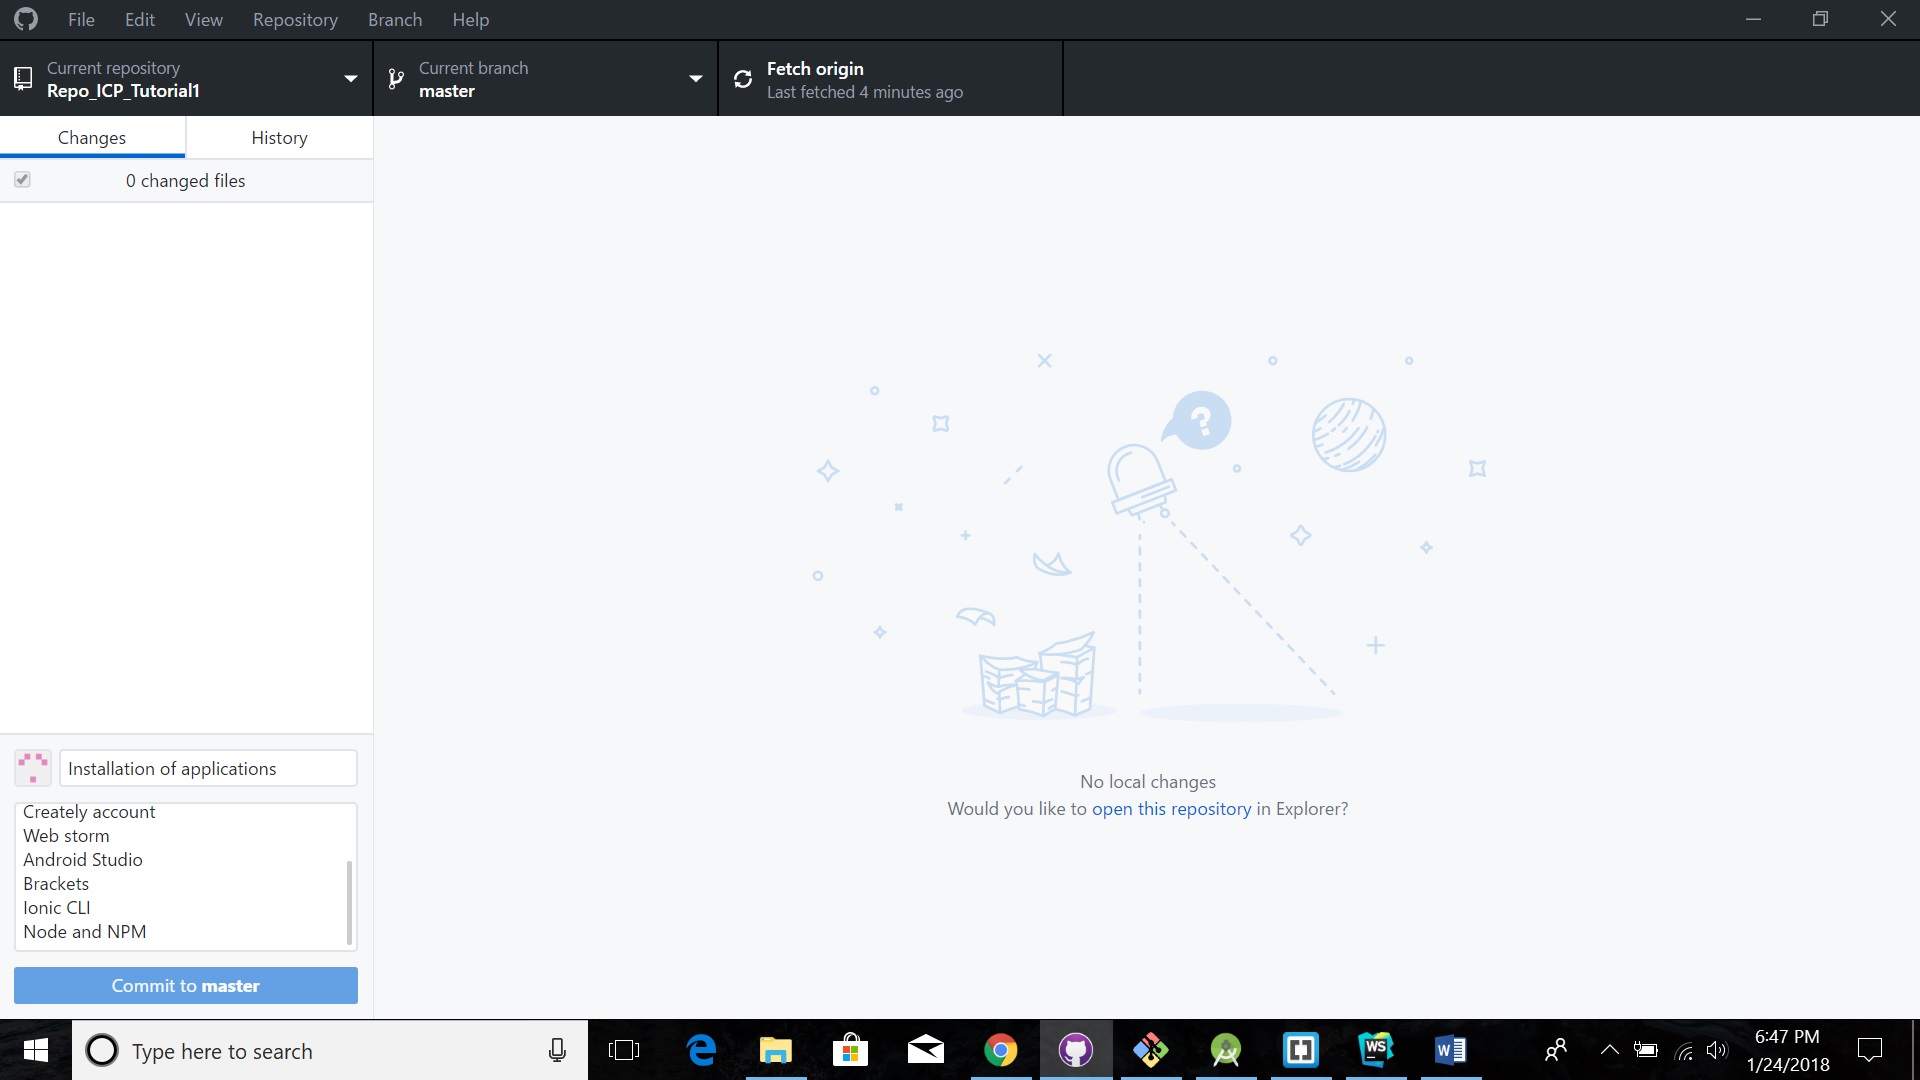 File Edit View Repository Branch Help
Current repository
Repo_ICP_Tutorial1
Current branch
master
Fetch origin
Last fetched 4 minutes ago
Changes
History
0 changed files
?
No local changes
Would you like to open this repository in Explorer?
Installation of applications
Creately account
Web storm
Android Studio
Brackets
Ionic CLI
Node and NPM
Commit to master
Type here to search
WS
W
6:47 PM
1/24/2018